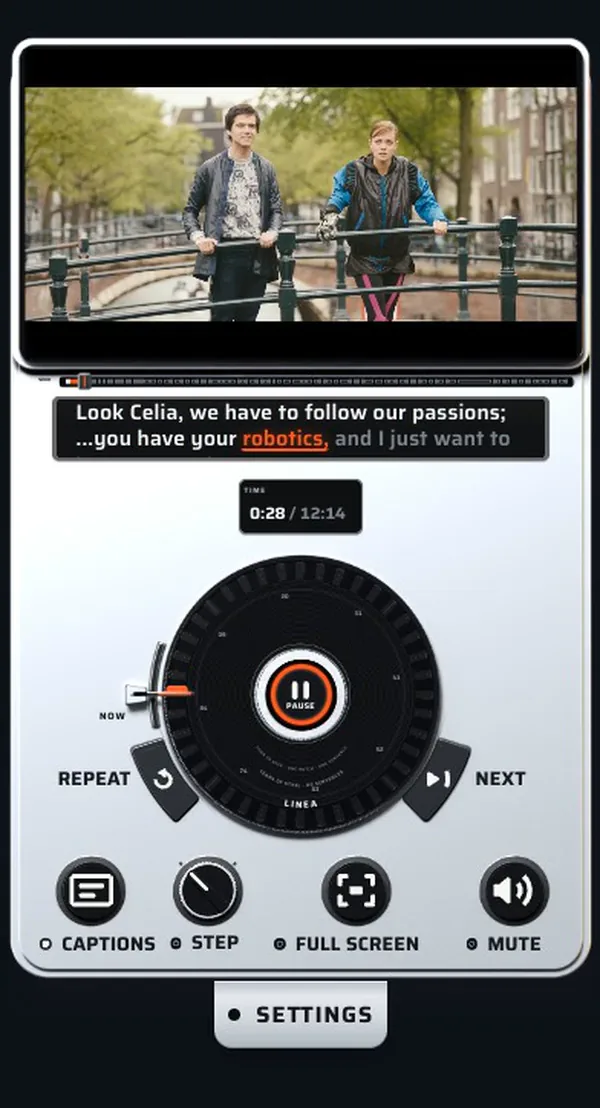 Look Celia, we have to follow our passions;
...you have your robotics, and I just want to
TIME
0:28 / 12:14
PAUSE
NOW
LINEA
REPEAT
NEXT
CAPTIONS
STEP
FULL SCREEN
MUTE
SETTINGS